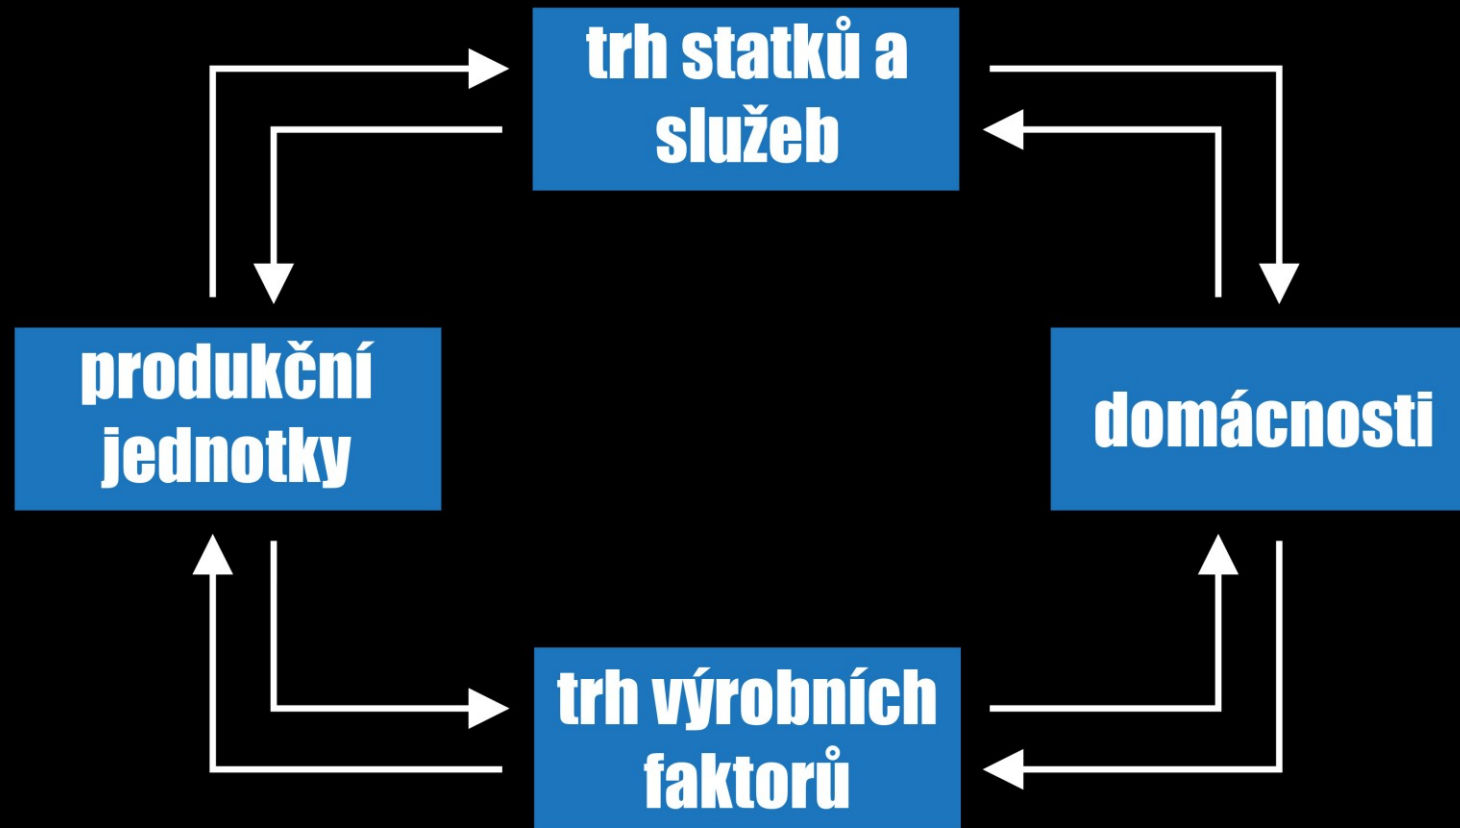 trh statků a
služeb
produkční
jednotky
domácnosti
trh výrobních
faktorů